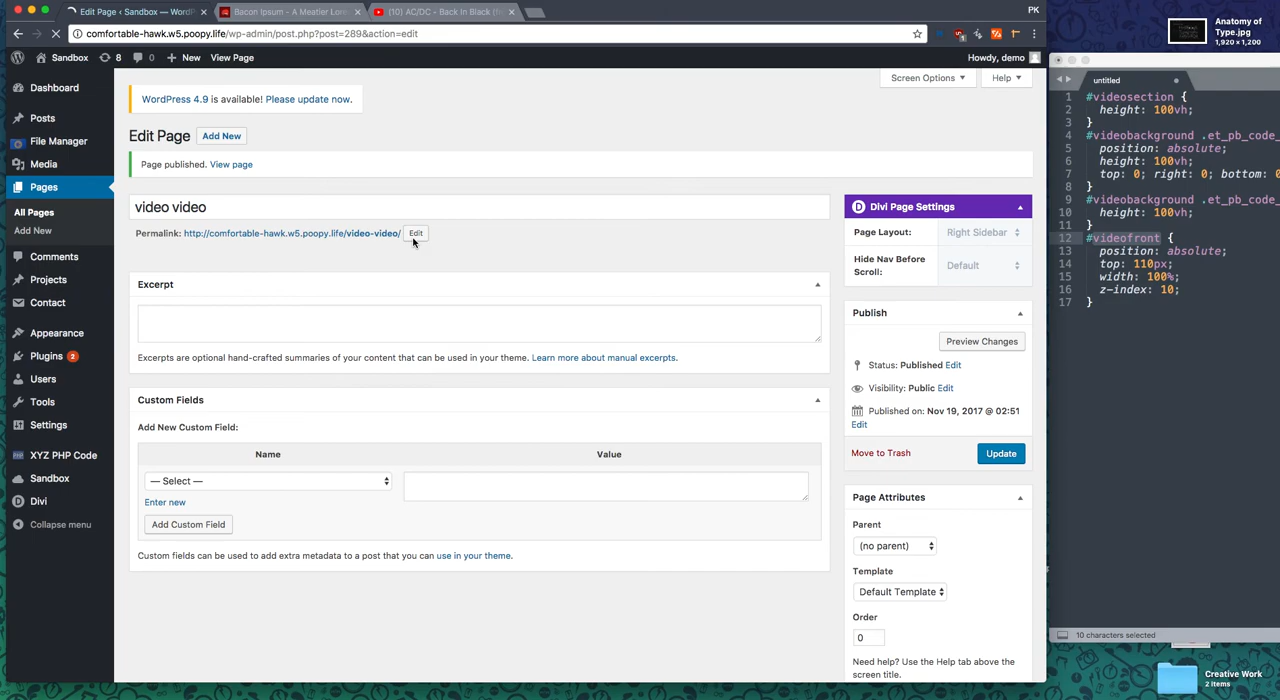 Edit Page ‹ Sandbox — WordP
Bacon Ipsum - A Meatier Lorem
(10) AC/DC - Back In Black (
PK
comfortable-hawk.w5.poopy.life/wp-admin/post.php?post=289&action=edit
Sandbox
8
0
New
View Page
Howdy, demo
Dashboard
Posts
File Manager
Media
Pages
All Pages
Add New
Comments
Projects
Contact
Appearance
Plugins 2
Users
Tools
Settings
XYZ PHP Code
Sandbox
Divi
Collapse menu
Screen Options
Help
WordPress 4.9 is available! Please update now.
Edit Page
Add New
Page published. View page
video video
Permalink: http://comfortable-hawk.w5.poopy.life/video-video/
Edit
Excerpt
Excerpts are optional hand-crafted summaries of your content that can be used in your theme. Learn more about manual excerpts.
Custom Fields
Add New Custom Field:
Name
Value
— Select —
Enter new
Add Custom Field
Custom fields can be used to add extra metadata to a post that you can use in your theme.
D Divi Page Settings
Page Layout:
Right Sidebar
Hide Nav Before
Scroll:
Default
Publish
Preview Changes
Status: Published Edit
Visibility: Public Edit
Published on: Nov 19, 2017 @ 02:51
Edit
Move to Trash
Update
Page Attributes
Parent
(no parent)
Template
Default Template
Order
0
Need help? Use the Help tab above the
screen title.
Anatomy of
Type.jpg
1,920 × 1,200
untitled
1 #videosection {
2 height: 100vh;
3 }
4 #videobackground .et_pb_code_
5 position: absolute;
6 height: 100vh;
7 top: 0; right: 0; bottom: 0
8 }
9 #videobackground .et_pb_code_
10 height: 100vh;
11 }
12 #videofront {
13 position: absolute;
14 top: 110px;
15 width: 100%;
16 z-index: 10;
17 }
10 characters selected
Creative Work
2 items